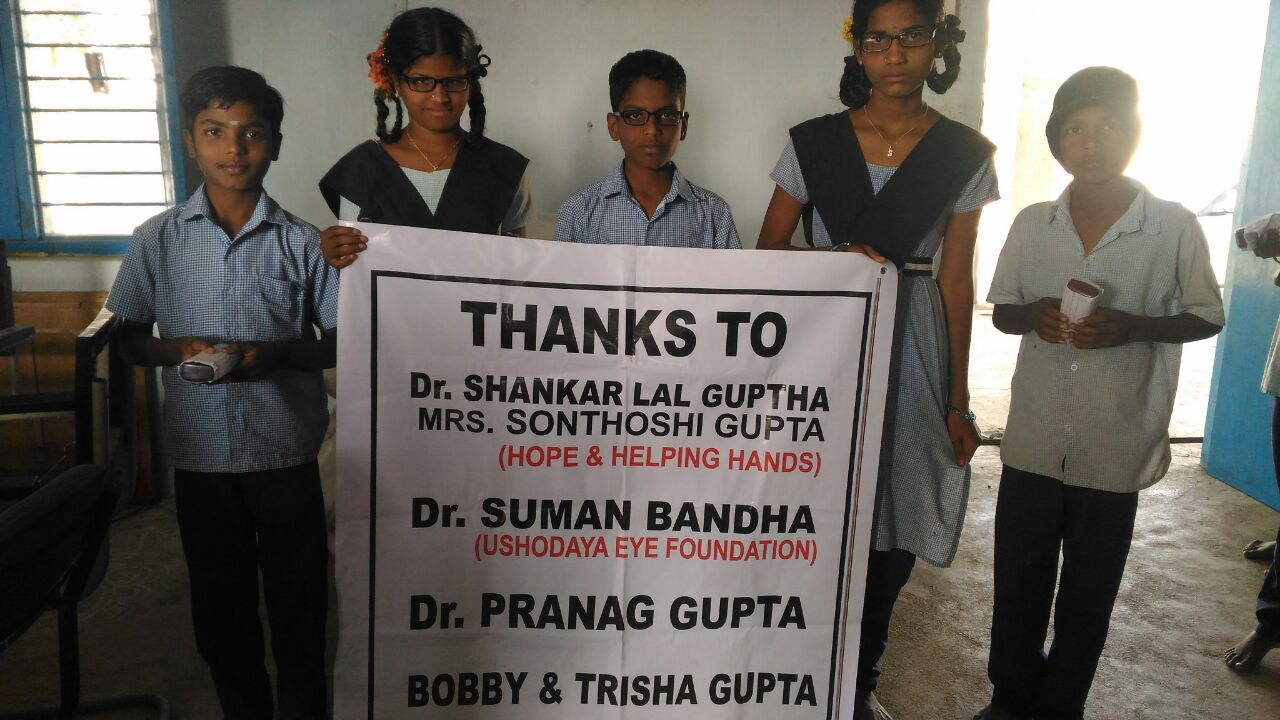 THANKS TO
Dr. SHANKAR LAL GUPTHA
MRS. SONTHOSHI GUPTA
(HOPE & HELPING HANDS)
Dr. SUMAN BANDHA
(USHODAYA EYE FOUNDATION)
Dr. PRANAG GUPTA
BOBBY & TRISHA GUPTA